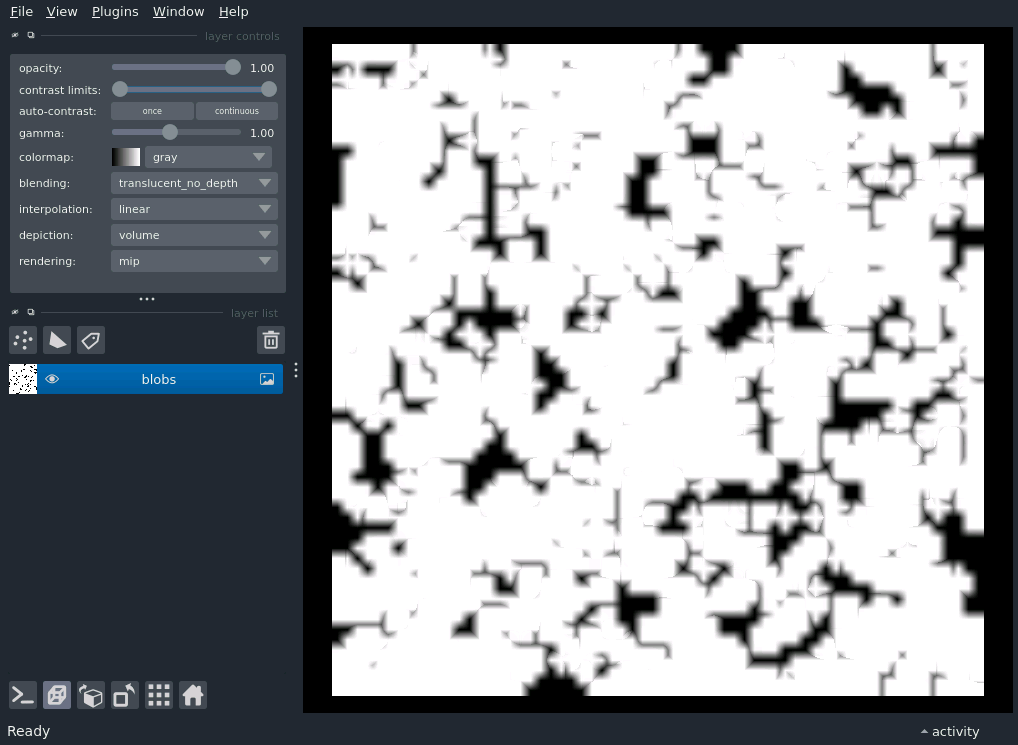 File View Plugins Window Help
layer controls
opacity: 1.00
contrast limits:
auto-contrast: once continuous
gamma: 1.00
colormap: gray
blending: translucent_no_depth
interpolation: linear
depiction: volume
rendering: mip
layer list
blobs
Ready activity